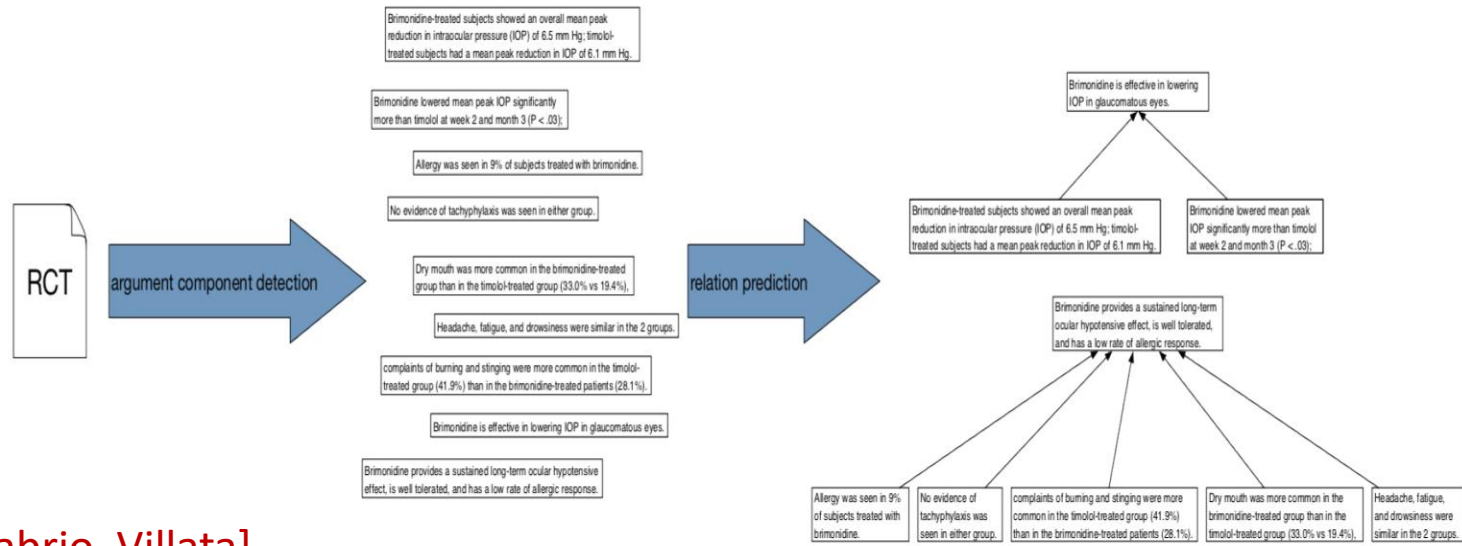 RCT
argument component detection
Brimonidine-treated subjects showed an overall mean peak
reduction in intraocular pressure (IOP) of 6.5 mm Hg; timolol-
treated subjects had a mean peak reduction in IOP of 6.1 mm Hg.
Brimonidine lowered mean peak IOP significantly
more than timolol at week 2 and month 3 (P < .03);
Allergy was seen in 9% of subjects treated with brimonidine.
No evidence of tachyphylaxis was seen in either group.
Dry mouth was more common in the brimonidine-treated
group than in the timolol-treated group (33.0% vs 19.4%),
Headache, fatigue, and drowsiness were similar in the 2 groups.
complaints of burning and stinging were more common in the timolol-
treated group (41.9%) than in the brimonidine-treated patients (28.1%).
Brimonidine is effective in lowering IOP in glaucomatous eyes.
Brimonidine provides a sustained long-term ocular hypotensive
effect, is well tolerated, and has a low rate of allergic response.
relation prediction
Brimonidine is effective in lowering
IOP in glaucomatous eyes.
Brimonidine-treated subjects showed an overall mean peak
reduction in intraocular pressure (IOP) of 6.5 mm Hg; timolol-
treated subjects had a mean peak reduction in IOP of 6.1 mm Hg.
Brimonidine lowered mean peak
IOP significantly more than timolol
at week 2 and month 3 (P < .03);
Brimonidine provides a sustained long-term
ocular hypotensive effect, is well tolerated,
and has a low rate of allergic response.
Allergy was seen in 9%
of subjects treated with
brimonidine.
No evidence of
tachyphylaxis was
seen in either group.
complaints of burning and stinging were more
common in the timolol-treated group (41.9%)
than in the brimonidine-treated patients (28.1%).
Dry mouth was more common in the
brimonidine-treated group than in the
timolol-treated group (33.0% vs 19.4%),
Headache, fatigue,
and drowsiness were
similar in the 2 groups.
Villata]